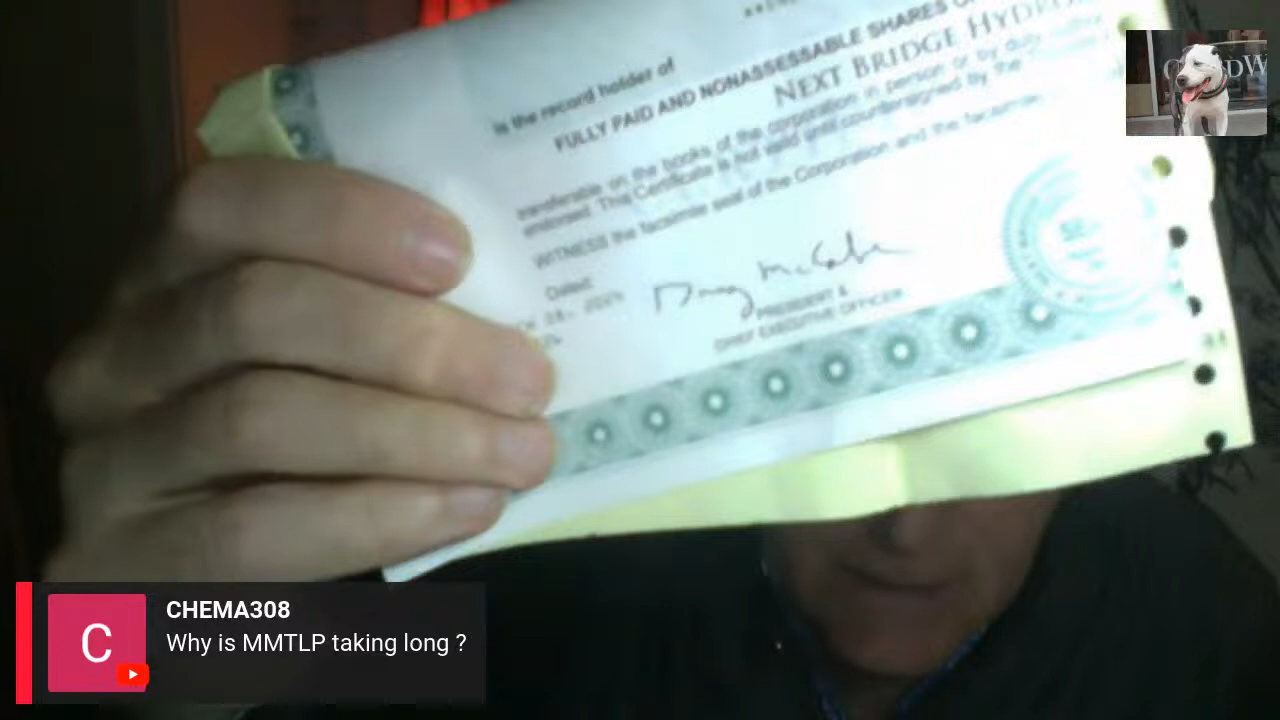 is the record holder of
FULLY PAID AND NONASSESSABLE SHARES
NEXT BRIDGE HYDRO
transferable on the books of the corporation in person or by duly
endorsed. This Certificate is not valid until countersigned by the
WITNESS the facsimile seal of the Corporation and the facsimile
Dated:
PRESIDENT &
CHIEF EXECUTIVE OFFICER
CHEMA308
C
Why is MMTLP taking long ?